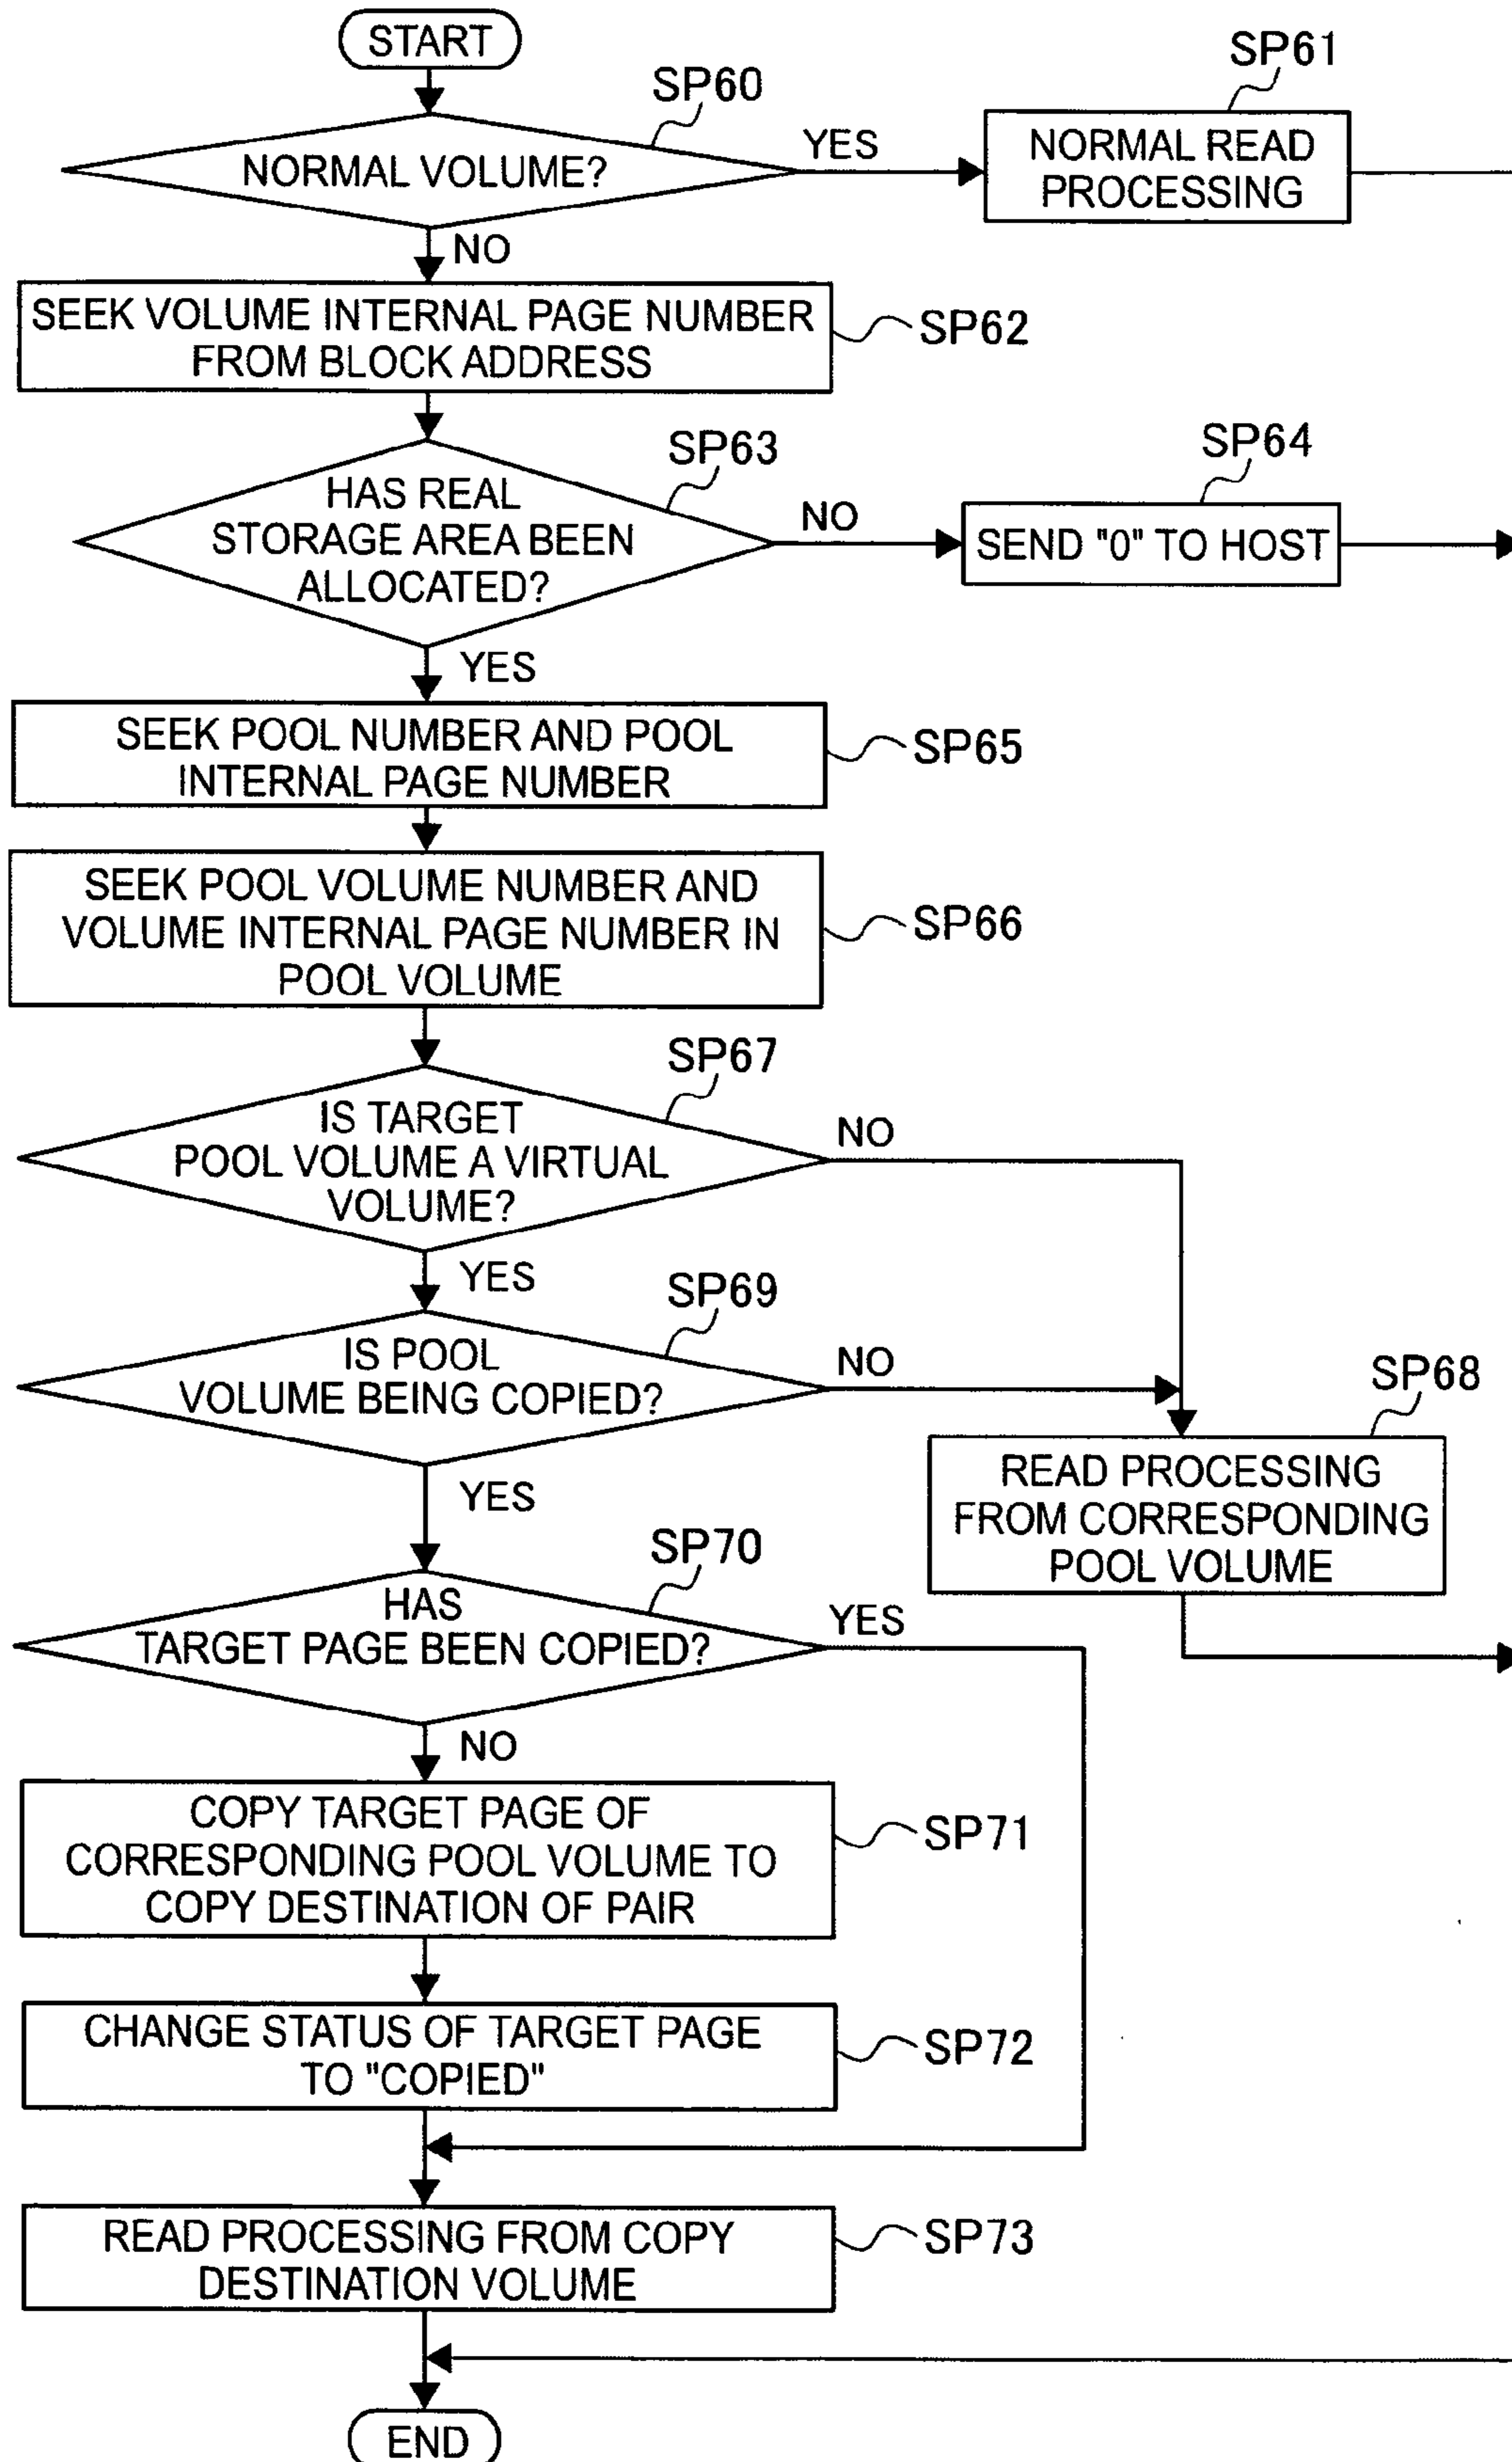 START
SP60
NORMAL VOLUME?
YES
SP61
NORMAL READ
PROCESSING
NO
SEEK VOLUME INTERNAL PAGE NUMBER
FROM BLOCK ADDRESS
SP62
SP63
HAS REAL
STORAGE AREA BEEN
ALLOCATED?
NO
SP64
SEND "0" TO HOST
YES
SEEK POOL NUMBER AND POOL
INTERNAL PAGE NUMBER
SP65
SEEK POOL VOLUME NUMBER AND
VOLUME INTERNAL PAGE NUMBER IN
POOL VOLUME
SP66
SP67
IS TARGET
POOL VOLUME A VIRTUAL
VOLUME?
NO
YES
SP69
IS POOL
VOLUME BEING COPIED?
NO
SP68
READ PROCESSING
FROM CORRESPONDING
POOL VOLUME
YES
SP70
HAS
TARGET PAGE BEEN COPIED?
YES
NO
COPY TARGET PAGE OF
CORRESPONDING POOL VOLUME TO
COPY DESTINATION OF PAIR
SP71
CHANGE STATUS OF TARGET PAGE
TO "COPIED"
SP72
READ PROCESSING FROM COPY
DESTINATION VOLUME
SP73
END